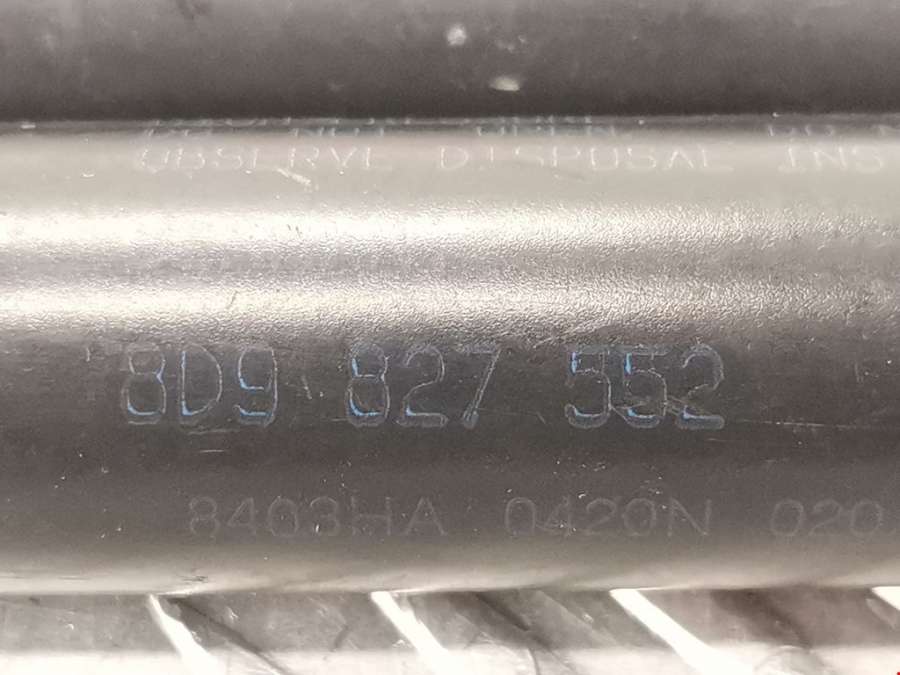 OBSERVE DISPOSAL INS
8D9 827 552
8403HA 0420N 020